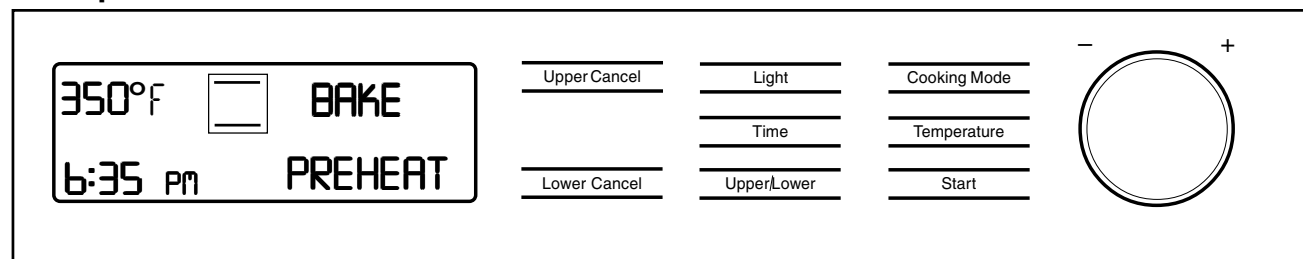 350°F BAKE
6:35 PM PREHEAT
Upper Cancel
Lower Cancel
Light
Time
Upper/Lower
Cooking Mode
Temperature
Start
− +